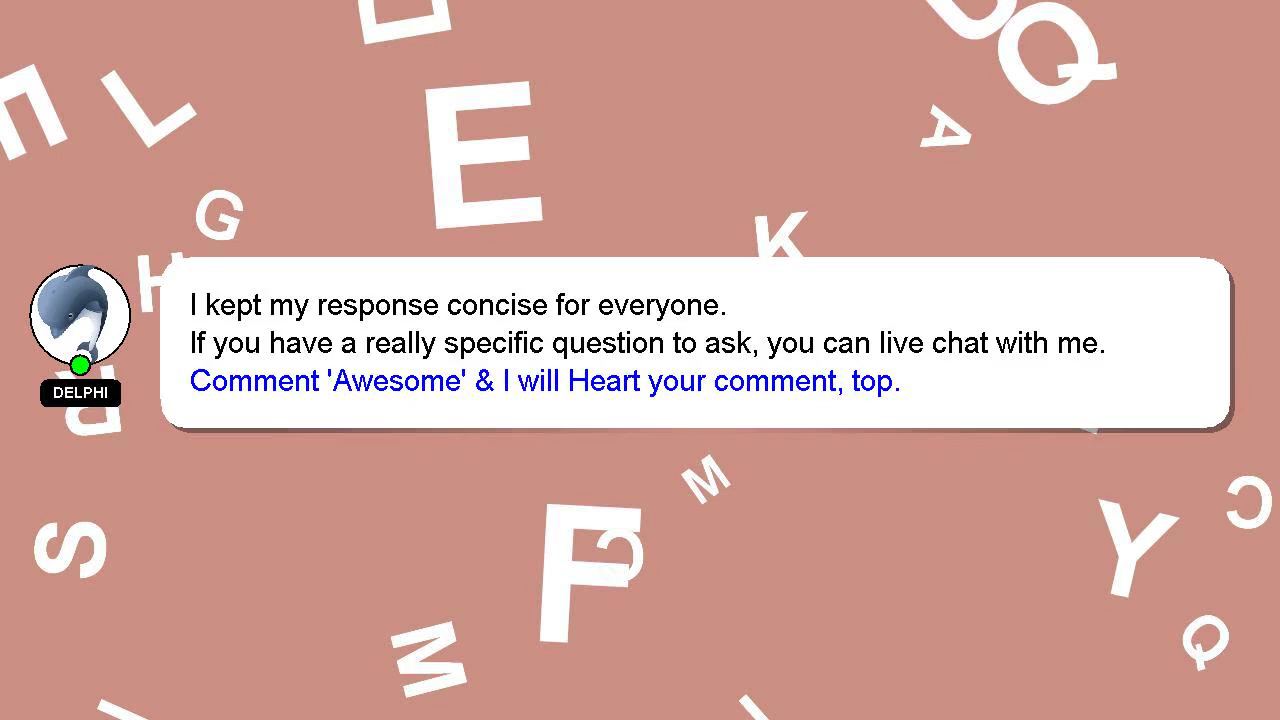 E
L
G
H
Q
A
K
I kept my response concise for everyone.
If you have a really specific question to ask, you can live chat with me.
Comment 'Awesome' & I will Heart your comment, top.
DELPHI
R
S
M
F
G
Y
C
M
Q